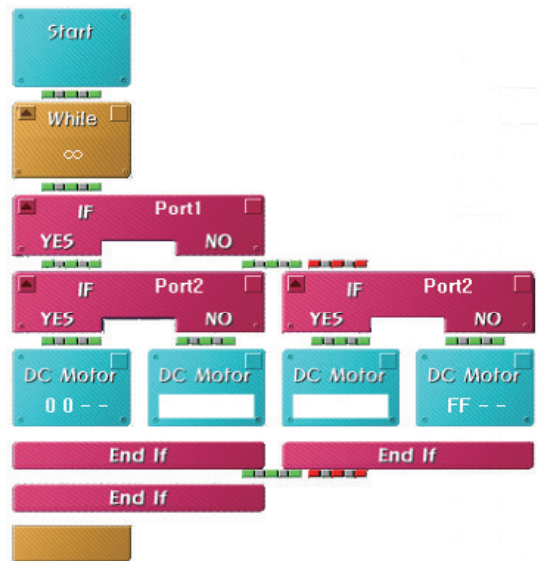 Start
While
∞
IF Port1
YES NO
IF Port2
YES NO
IF Port2
YES NO
DC Motor
0 0 - -
DC Motor
DC Motor
DC Motor
FF - -
End If
End If
End If